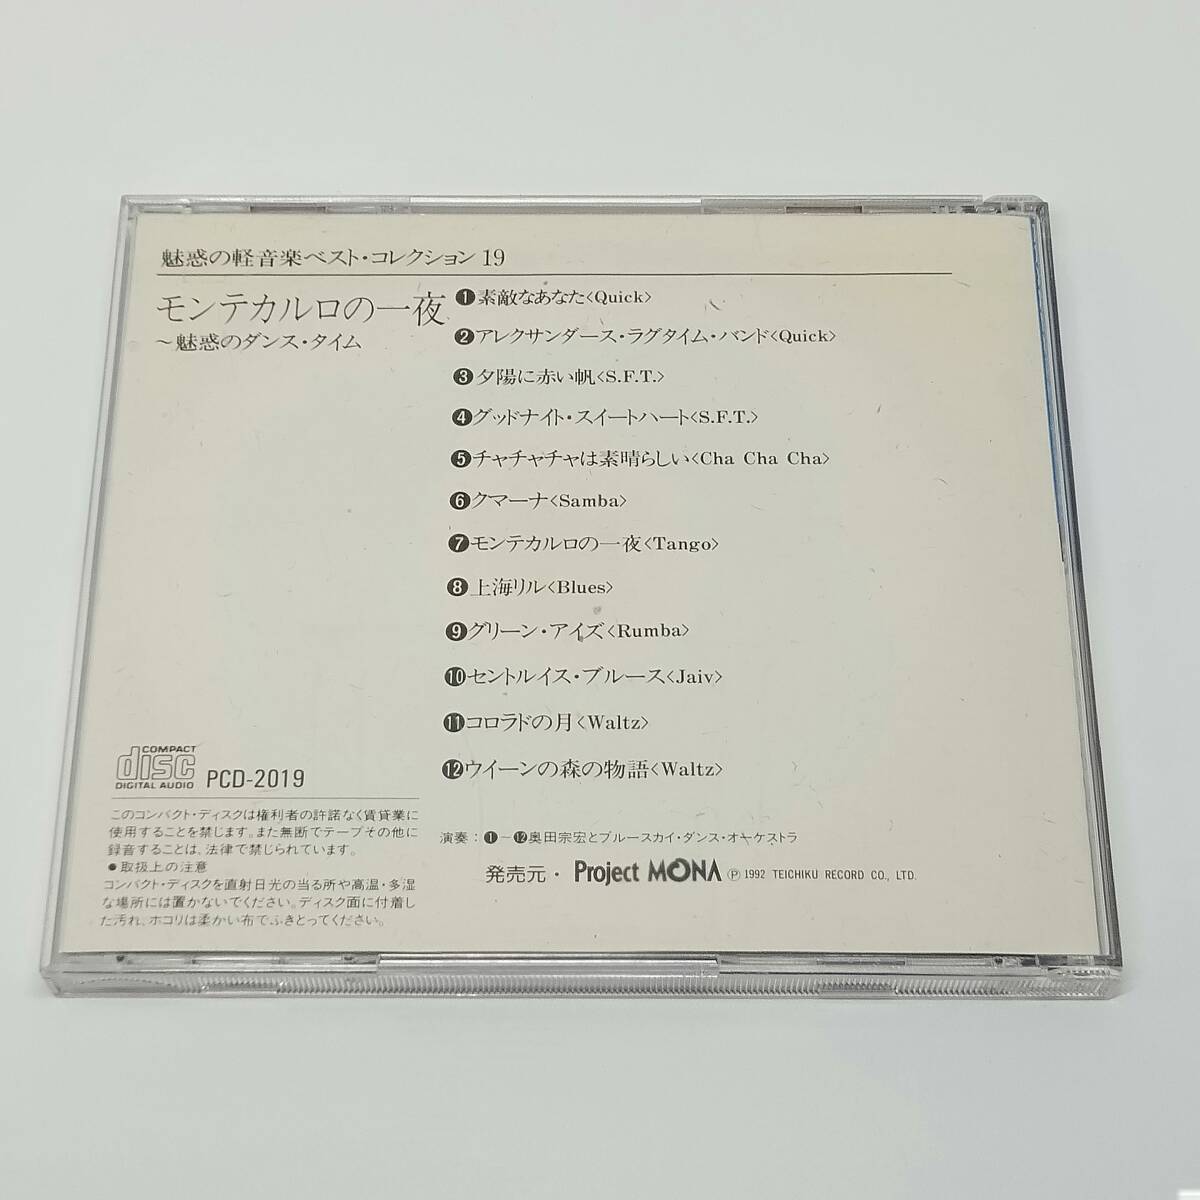 魅惑の軽音楽ベスト・コレクション19
モンテカルロの一夜
〜魅惑のダンス・タイム
❶素敵なあなた〈Quick〉
❷アレクサンダース・ラグタイム・バンド〈Quick〉
❸夕陽に赤い帆〈S.F.T.〉
❹グッドナイト・スイートハート〈S.F.T.〉
❺チャチャチャは素晴らしい〈Cha Cha Cha〉
❻クマーナ〈Samba〉
❼モンテカルロの一夜〈Tango〉
❽上海リル〈Blues〉
❾グリーン・アイズ〈Rumba〉
❿セントルイス・ブルース〈Jaiv〉
⓫コロラドの月〈Waltz〉
⓬ウイーンの森の物語〈Waltz〉
COMPACT
disc
DIGITAL AUDIO
PCD-2019
このコンパクト・ディスクは権利者の許諾なく賃貸業に
使用することを禁じます。また無断でテープその他に
録音することは、法律で禁じられています。
●取扱上の注意
コンパクト・ディスクを直射日光の当る所や高温・多湿
な場所には置かないでください。ディスク面に付着し
た汚れ、ホコリは柔かい布でふきとってください。
演奏：❶〜⓬奥田宗宏とブルースカイ・ダンス・オーケストラ
発売元・Project MONA Ⓟ 1992 TEICHIKU RECORD CO., LTD.